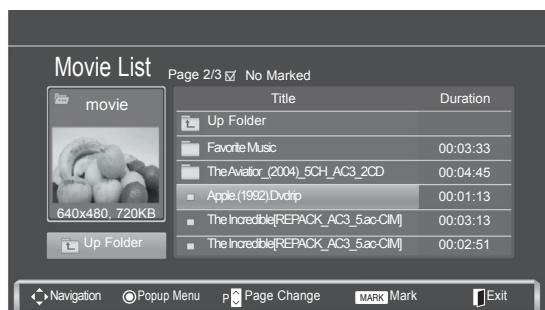 Movie List
Page 2/3 No Marked
movie
640x480, 720KB
Up Folder
Title Duration
Up Folder
Favorite Music 00:03:33
The Aviatior_(2004)_5CH_AC3_2CD 00:04:45
Apple.(1992).Dvdrip 00:01:13
The Incredible[REPACK_AC3_5.ac-CIM] 00:03:13
The Incredible[REPACK_AC3_5.ac-CIM] 00:02:51
Navigation Popup Menu P Page Change MARK Mark Exit